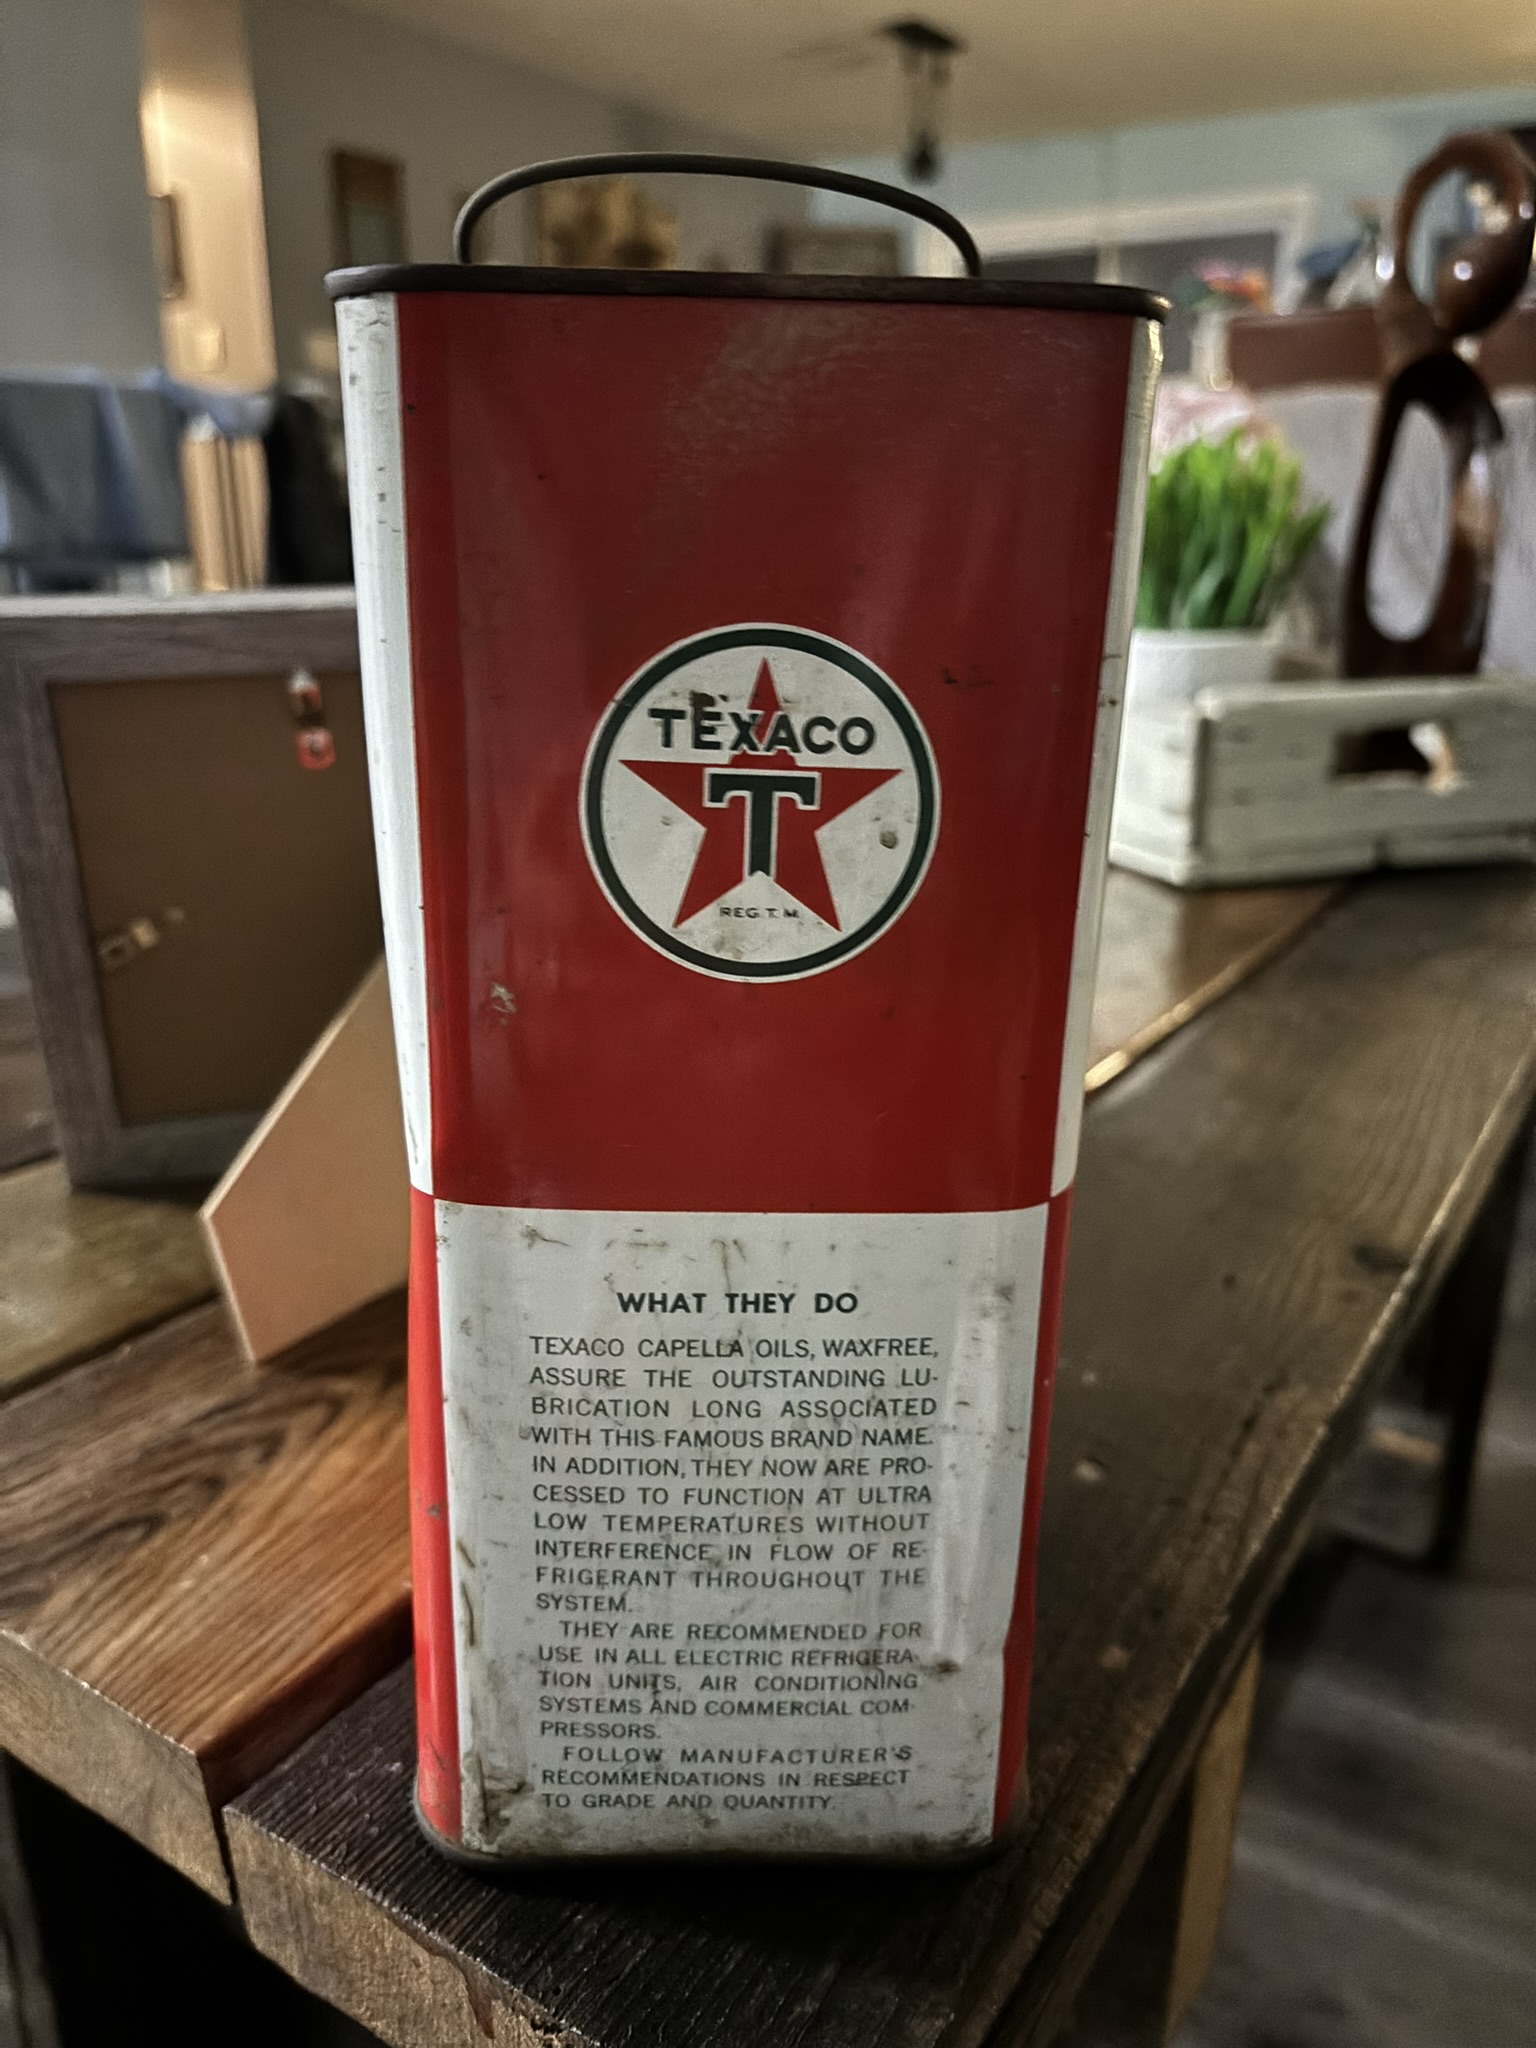 TEXACO
T
REG. T. M.
WHAT THEY DO
TEXACO CAPELLA OILS, WAXFREE,
ASSURE THE OUTSTANDING LU-
BRICATION LONG ASSOCIATED
WITH THIS FAMOUS BRAND NAME.
IN ADDITION, THEY NOW ARE PRO-
CESSED TO FUNCTION AT ULTRA
LOW TEMPERATURES WITHOUT
INTERFERENCE IN FLOW OF RE-
FRIGERANT THROUGHOUT THE
SYSTEM.
THEY ARE RECOMMENDED FOR
USE IN ALL ELECTRIC REFRIGERA-
TION UNITS, AIR CONDITIONING
SYSTEMS AND COMMERCIAL COM-
PRESSORS.
FOLLOW MANUFACTURER'S
RECOMMENDATIONS IN RESPECT
TO GRADE AND QUANTITY.